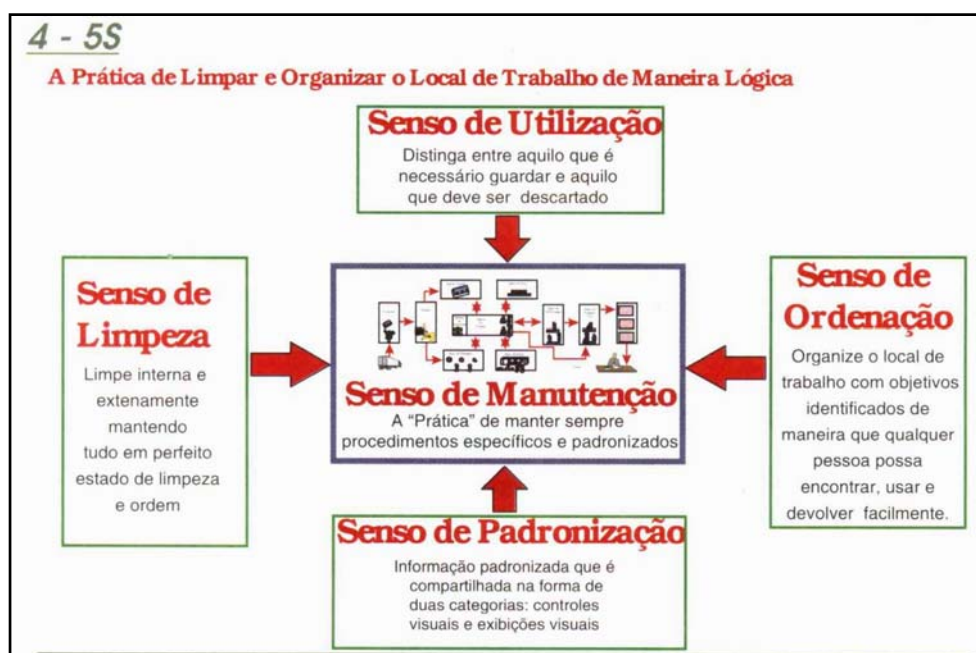 4 - 5S
A Prática de Limpar e Organizar o Local de Trabalho de Maneira Lógica
Senso de Utilização
Distinga entre aquilo que é
necessário guardar e aquilo
que deve ser descartado
Senso de
Limpeza
Limpe interna e
extenamente
mantendo
tudo em perfeito
estado de limpeza
e ordem
Senso de Manutenção
A “Prática” de manter sempre
procedimentos específicos e padronizados
Senso de
Ordenação
Organize o local de
trabalho com objetivos
identificados de
maneira que qualquer
pessoa possa
encontrar, usar e
devolver facilmente.
Senso de Padronização
Informação padronizada que é
compartilhada na forma de
duas categorias: controles
visuais e exibições visuais